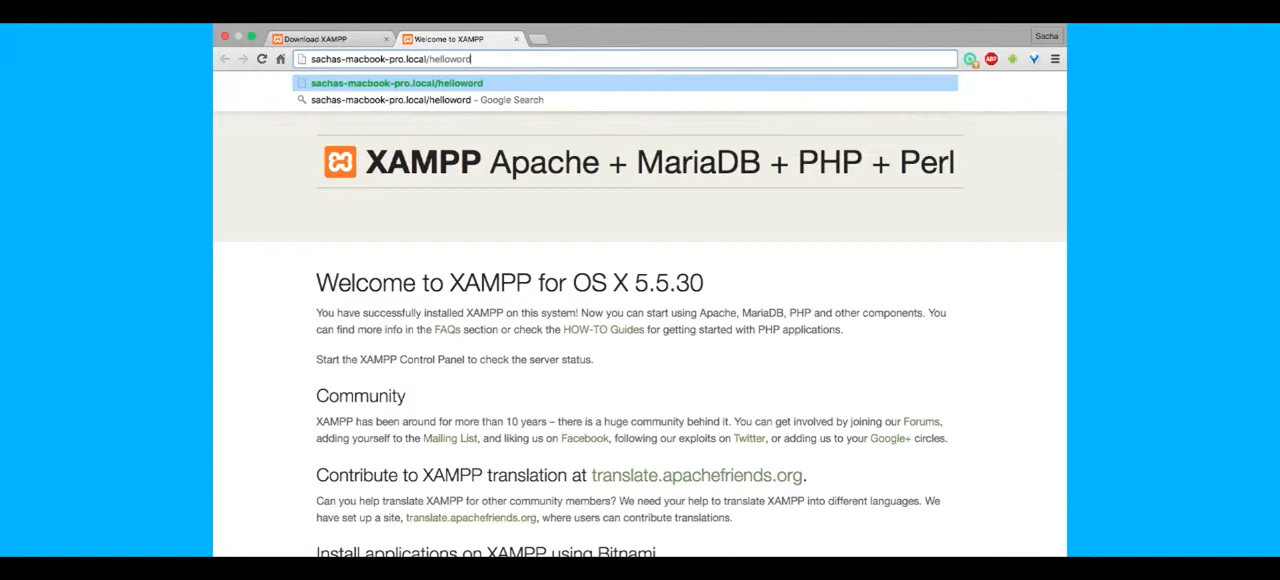 Download XAMPP
Welcome to XAMPP
Sacha
sachas-macbook-pro.local/helloword
ABP
sachas-macbook-pro.local/helloword
sachas-macbook-pro.local/helloword - Google Search
XAMPP Apache + MariaDB + PHP + Perl
Welcome to XAMPP for OS X 5.5.30
You have successfully installed XAMPP on this system! Now you can start using Apache, MariaDB, PHP and other components. You
can find more info in the FAQs section or check the HOW-TO Guides for getting started with PHP applications.
Start the XAMPP Control Panel to check the server status.
Community
XAMPP has been around for more than 10 years – there is a huge community behind it. You can get involved by joining our Forums,
adding yourself to the Mailing List, and liking us on Facebook, following our exploits on Twitter, or adding us to your Google+ circles.
Contribute to XAMPP translation at translate.apachefriends.org.
Can you help translate XAMPP for other community members? We need your help to translate XAMPP into different languages. We
have set up a site, translate.apachefriends.org, where users can contribute translations.
Install applications on XAMPP using Bitnami